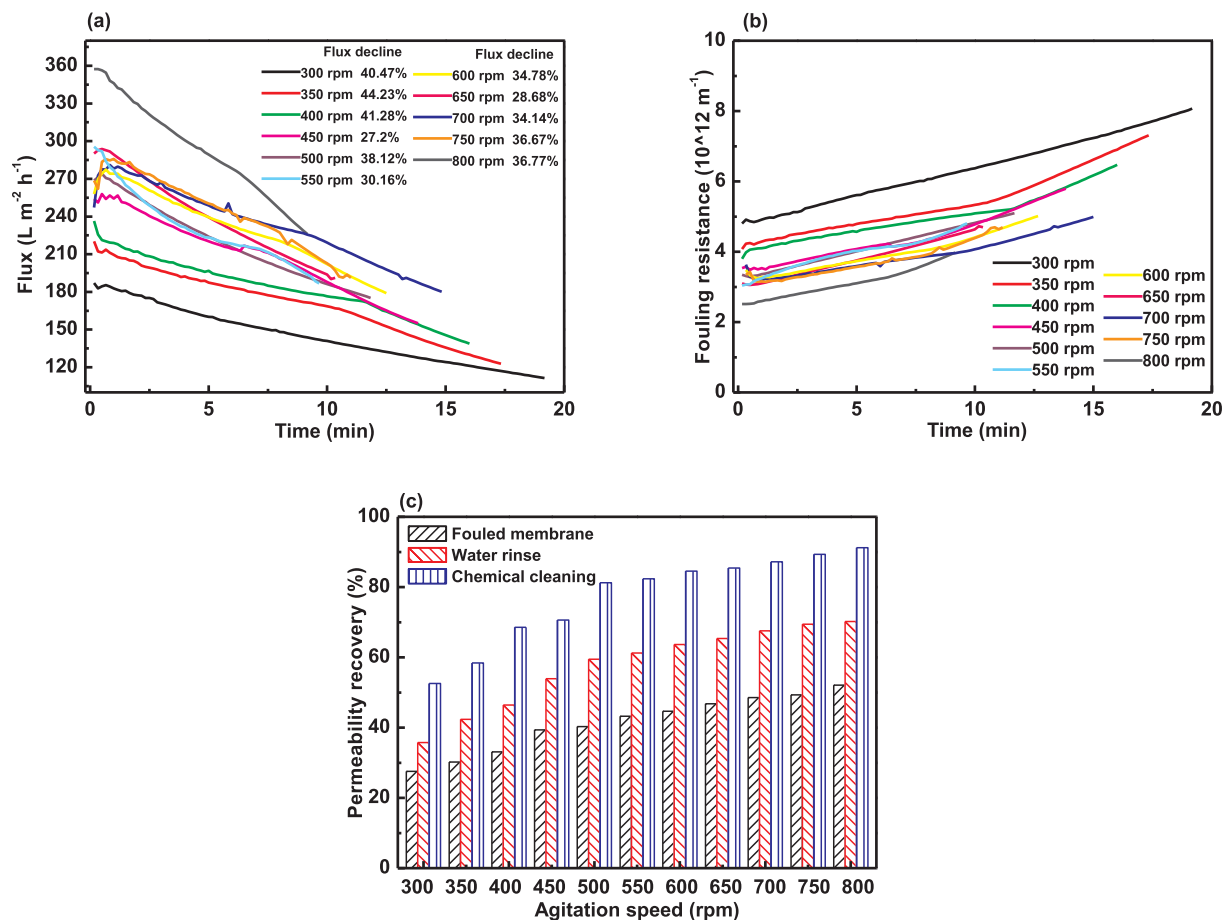 (a)
Flux decline
Flux decline
300 rpm 40.47%
350 rpm 44.23%
400 rpm 41.28%
450 rpm 27.2%
500 rpm 38.12%
550 rpm 30.16%
600 rpm 34.78%
650 rpm 28.68%
700 rpm 34.14%
750 rpm 36.67%
800 rpm 36.77%
360
330
300
270
240
210
180
150
120
Flux (L m-2 h-1)
0 5 10 15 20
Time (min)
(b)
10
8
6
4
2
0
Fouling resistance (10^12 m-1)
300 rpm
350 rpm
400 rpm
450 rpm
500 rpm
550 rpm
600 rpm
650 rpm
700 rpm
750 rpm
800 rpm
0 5 10 15 20
Time (min)
(c)
100
80
60
40
20
0
Permeability recovery (%)
Fouled membrane
Water rinse
Chemical cleaning
300 350 400 450 500 550 600 650 700 750 800
Agitation speed (rpm)